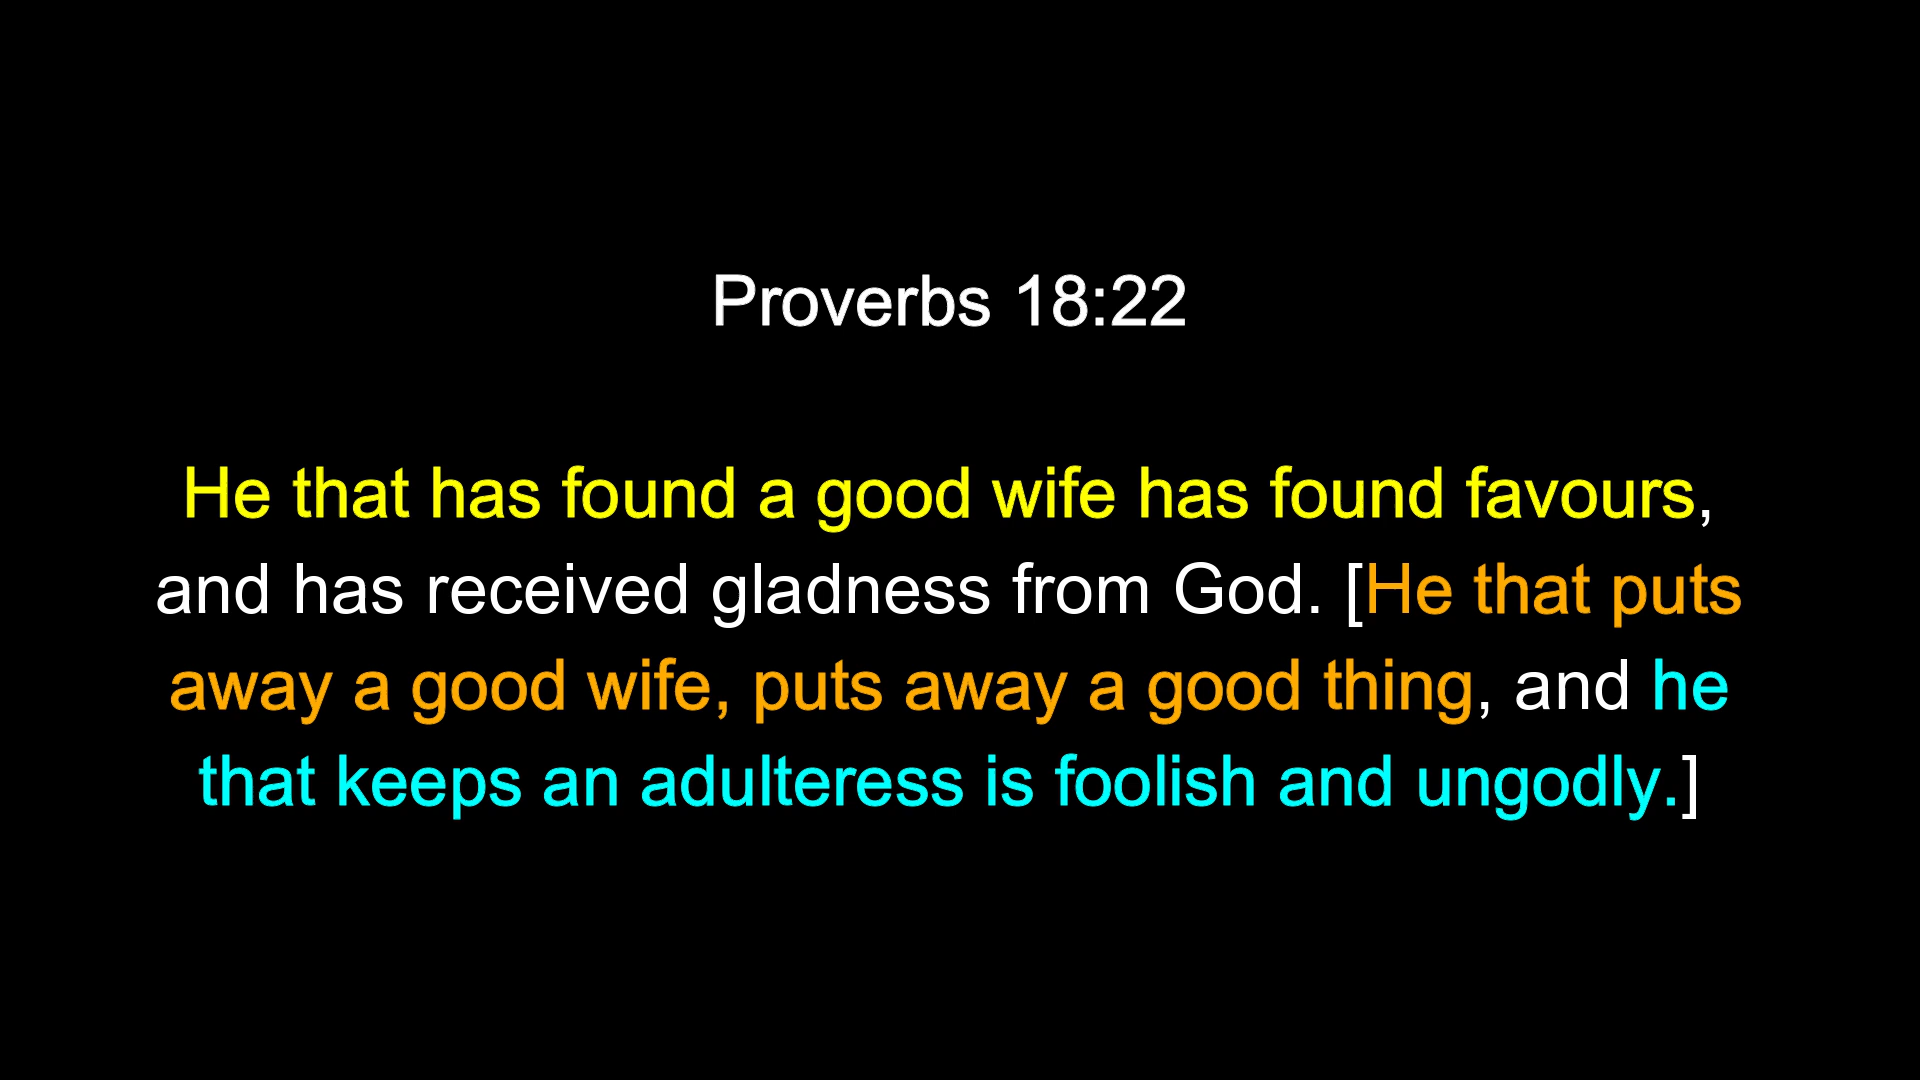 Proverbs 18:22
He that has found a good wife has found favours,
and has received gladness from God. [He that puts
away a good wife, puts away a good thing, and he
that keeps an adulteress is foolish and ungodly.]